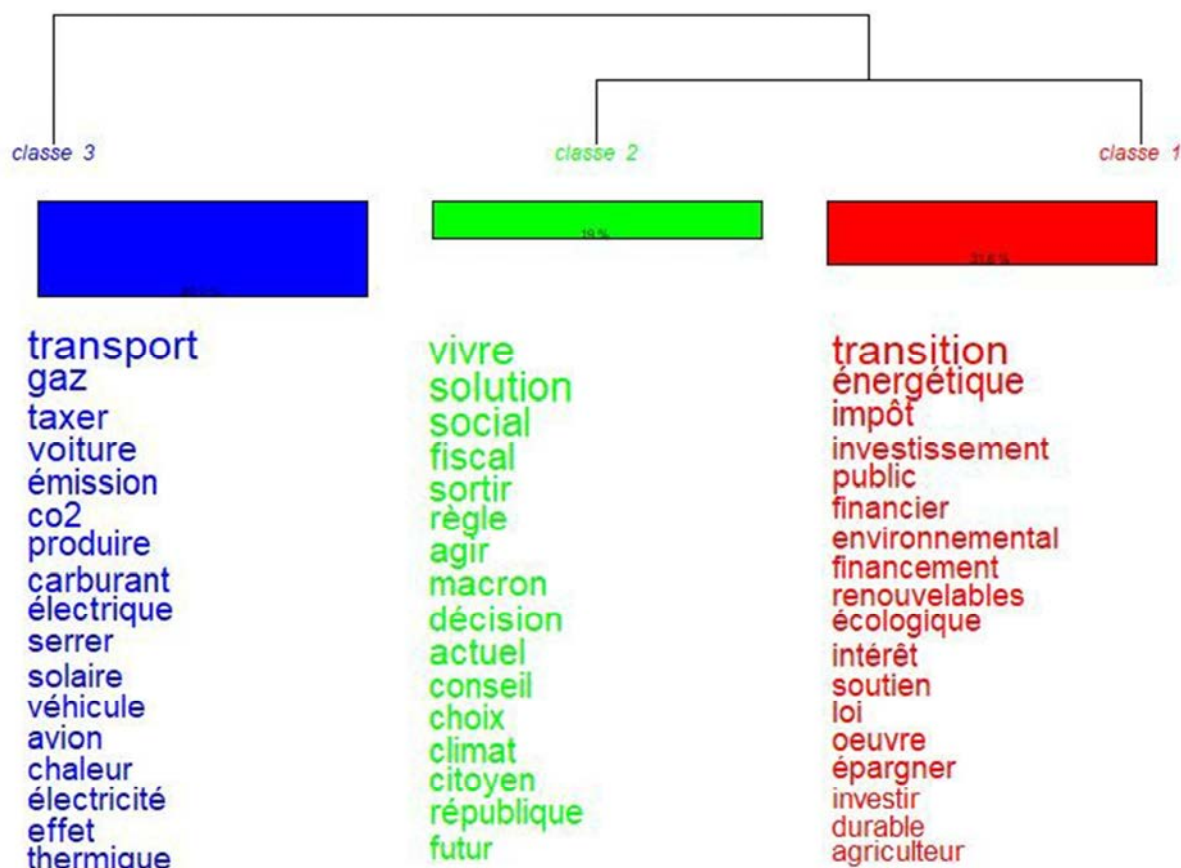 classe 3
classe 2
classe 1
19 %
transport
gaz
taxer
voiture
émission
co2
produire
carburant
électrique
serrer
solaire
véhicule
avion
chaleur
électricité
effet
thermique
vivre
solution
social
fiscal
sortir
règle
agir
macron
décision
actuel
conseil
choix
climat
citoyen
république
futur
transition
énergétique
impôt
investissement
public
financier
environnemental
financement
renouvelables
écologique
intérêt
soutien
loi
oeuvre
épargner
investir
durable
agriculteur